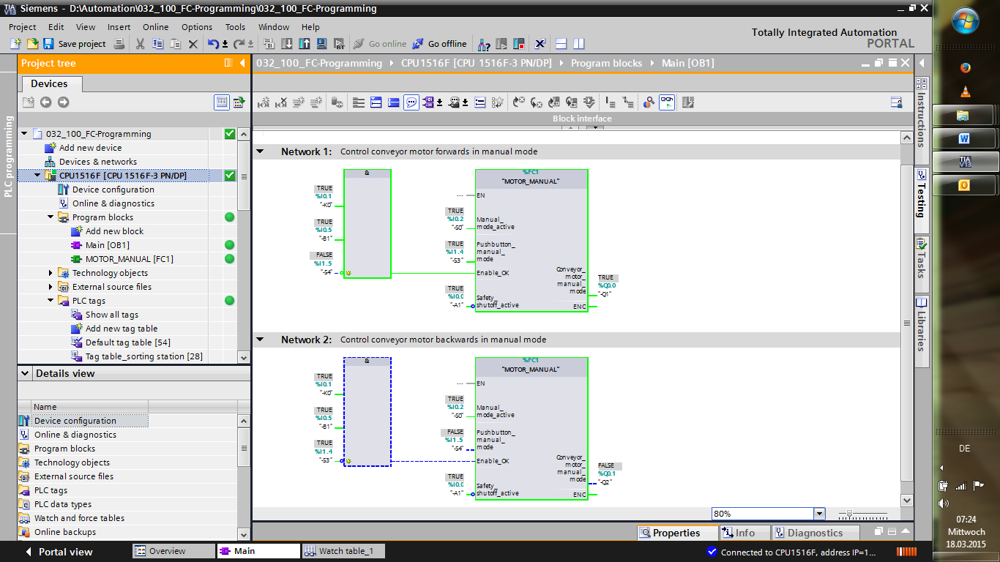 TIA V13 Siemens - D:\Automation\032_100_FC-Programming\032_100_FC-Programming
Project Edit View Insert Online Options Tools Window Help
Totally Integrated Automation
PORTAL
Save project
Go online
Go offline
Project tree
032_100_FC-Programming CPU1516F [CPU 1516F-3 PN/DP] Program blocks Main [OB1]
Devices
PLC programming
Block interface
032_100_FC-Programming
Add new device
Devices & networks
CPU1516F [CPU 1516F-3 PN/DP]
Device configuration
Online & diagnostics
Program blocks
Add new block
Main [OB1]
MOTOR_MANUAL [FC1]
Technology objects
External source files
PLC tags
Show all tags
Add new tag table
Default tag table [54]
Tag table_sorting station [28]
Details view
Name
Device configuration
Online & diagnostics
Program blocks
Technology objects
External source files
PLC tags
PLC data types
Watch and force tables
Online backups
Network 1: Control conveyor motor forwards in manual mode
&
TRUE
%I0.1
"-K0"
TRUE
%I0.5
"-B1"
FALSE
%I1.5
"-S4"
%FC1
"MOTOR_MANUAL"
... EN
TRUE
%I0.2
"-S0"
Manual_
mode_active
TRUE
%I1.4
"-S3"
Pushbutton_
manual_
mode
Enable_OK
TRUE
%I0.0
"-A1"
Safety_
shutoff_active
Conveyor_
motor_
manual_
mode
TRUE
%Q0.0
"-Q1"
ENO
Network 2: Control conveyor motor backwards in manual mode
&
TRUE
%I0.1
"-K0"
TRUE
%I0.5
"-B1"
TRUE
%I1.4
"-S3"
%FC1
"MOTOR_MANUAL"
... EN
TRUE
%I0.2
"-S0"
Manual_
mode_active
FALSE
%I1.5
"-S4"
Pushbutton_
manual_
mode
Enable_OK
TRUE
%I0.0
"-A1"
Safety_
shutoff_active
Conveyor_
motor_
manual_
mode
FALSE
%Q0.1
"-Q2"
ENO
80%
Properties
Info
Diagnostics
Instructions
Testing
Tasks
Libraries
Portal view
Overview
Main
Watch table_1
Connected to CPU1516F, address IP=1...
TIA
V13
DE
07:24
Mittwoch
18.03.2015